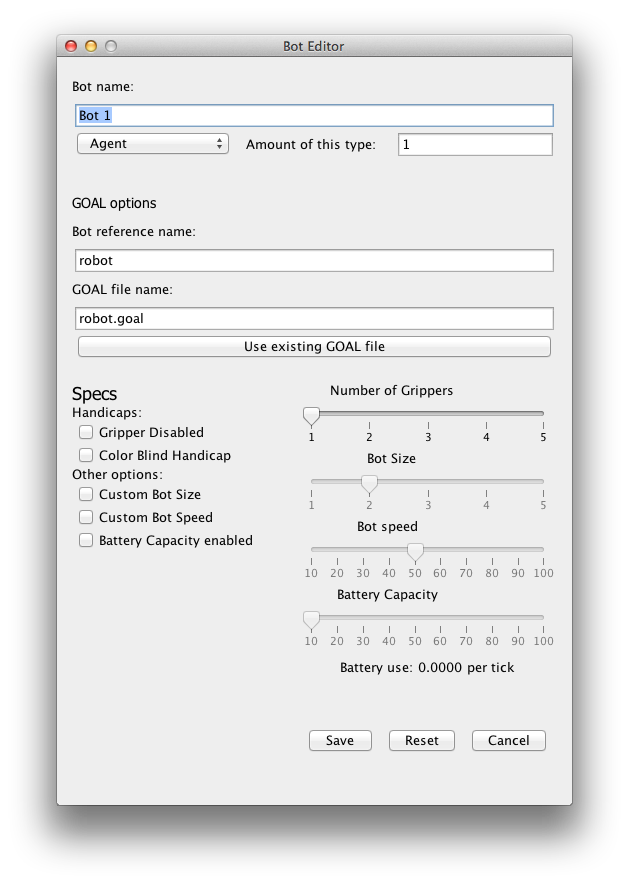 Bot Editor
Bot name:
Bot 1
Agent Amount of this type: 1
GOAL options
Bot reference name:
robot
GOAL file name:
robot.goal
Use existing GOAL file
Specs
Handicaps:
Gripper Disabled
Color Blind Handicap
Other options:
Custom Bot Size
Custom Bot Speed
Battery Capacity enabled
Number of Grippers
1 2 3 4 5
Bot Size
1 2 3 4 5
Bot speed
10 20 30 40 50 60 70 80 90 100
Battery Capacity
10 20 30 40 50 60 70 80 90 100
Battery use: 0.0000 per tick
Save Reset Cancel